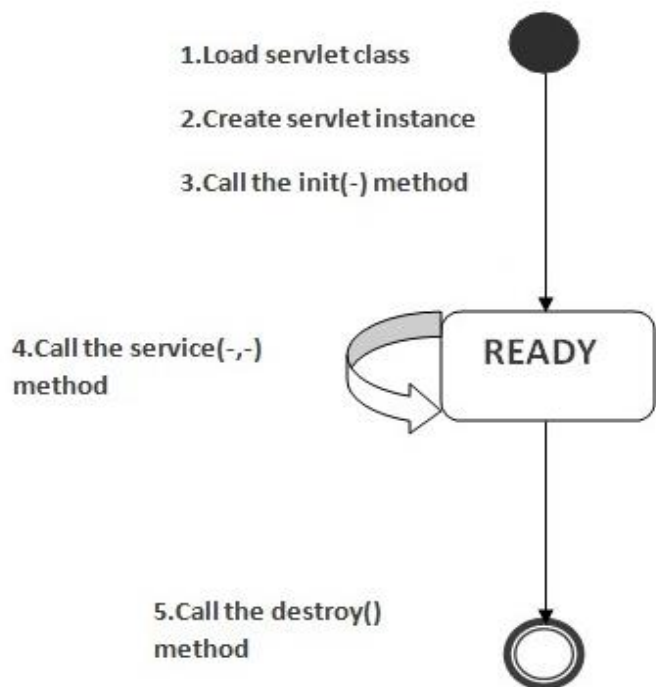 1.Load servlet class
2.Create servlet instance
3.Call the init(-) method
4.Call the service(-,-)
method
READY
5.Call the destroy()
method